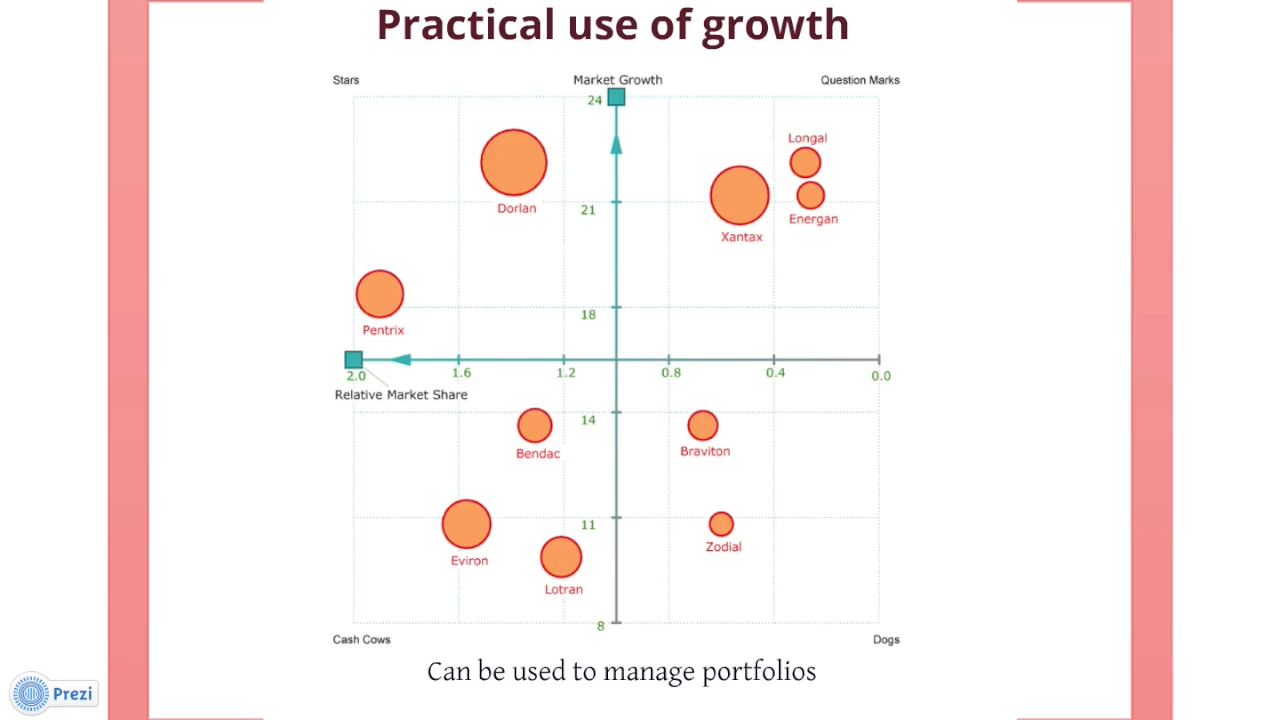 Practical use of growth
Stars
Market Growth
Question Marks
24
Longal
Dorlan
21
Energan
Xantax
18
Pentrix
2.0
1.6
1.2
0.8
0.4
0.0
Relative Market Share
14
Bendac
Braviton
11
Zodial
Eviron
Lotran
8
Cash Cows
Dogs
Can be used to manage portfolios
Prezi